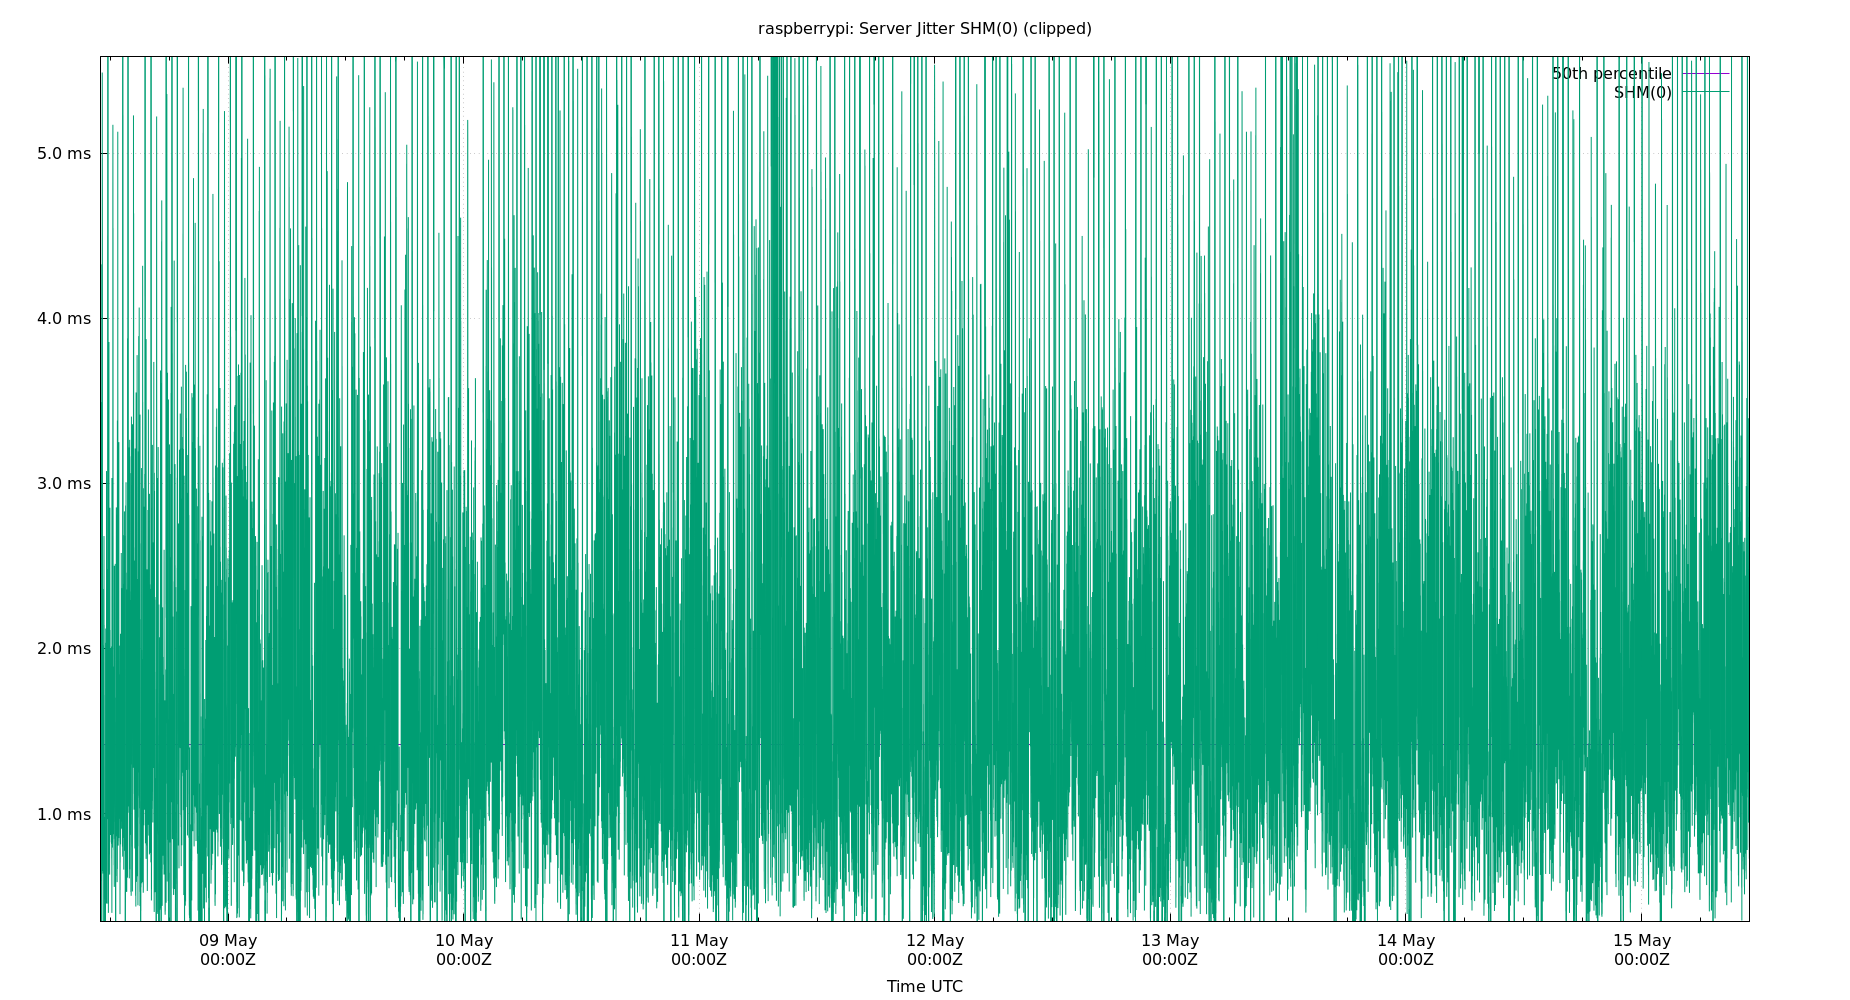 raspberrypi: Server Jitter SHM(0) (clipped)
50th percentile
SHM(0)
5.0 ms
4.0 ms
3.0 ms
2.0 ms
1.0 ms
09 May 10 May 11 May 12 May 13 May 14 May 15 May
00:00Z 00:00Z 00:00Z 00:00Z 00:00Z 00:00Z 00:00Z
Time UTC